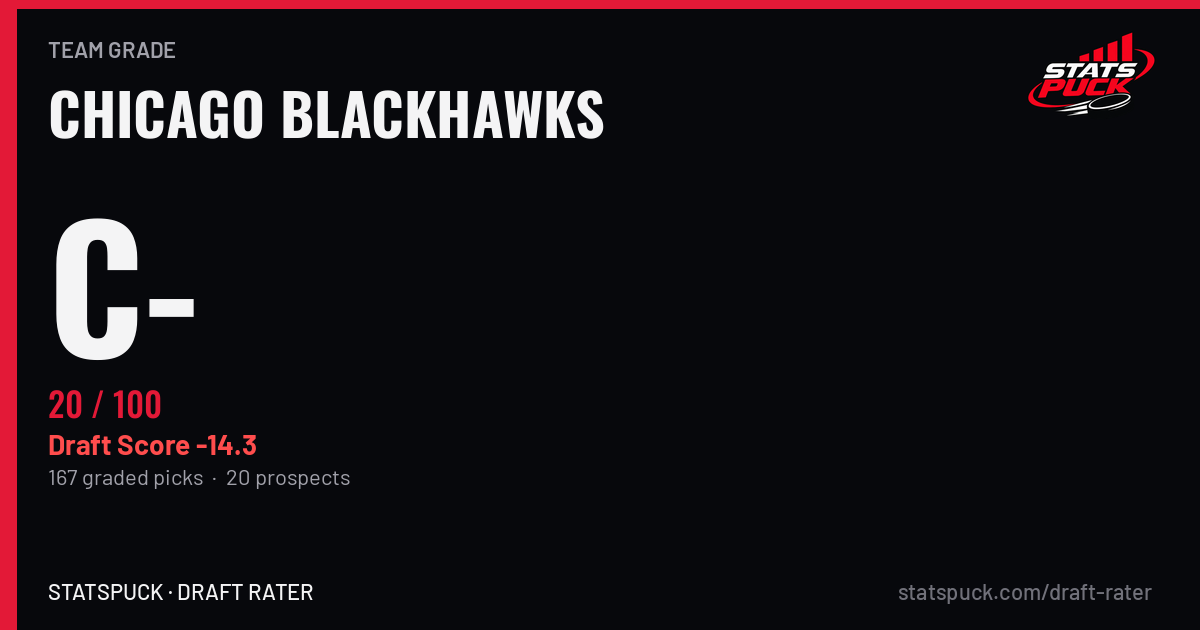 TEAM GRADE
STATS
PUCK
CHICAGO BLACKHAWKS
C-
20 / 100
Draft Score -14.3
167 graded picks · 20 prospects
STATSPUCK · DRAFT RATER
statspuck.com/draft-rater